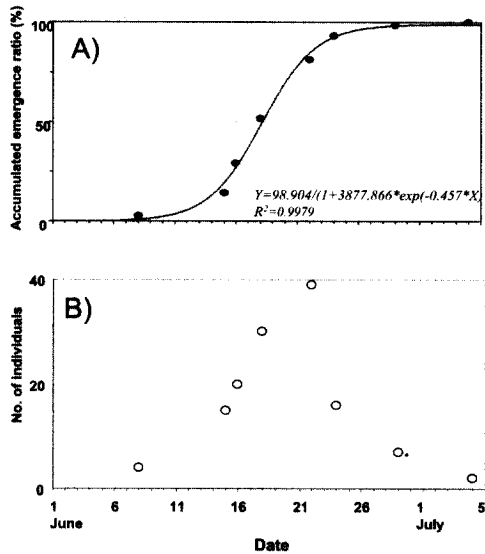 A)
Accumulated emergence ratio (%)
100
50
0
Y=98.904/(1+3877.866*exp(-0.457*X)
R²=0.9979
B)
No. of individuals
40
20
0
1 6 11 16 21 26 1 5
June July
Date